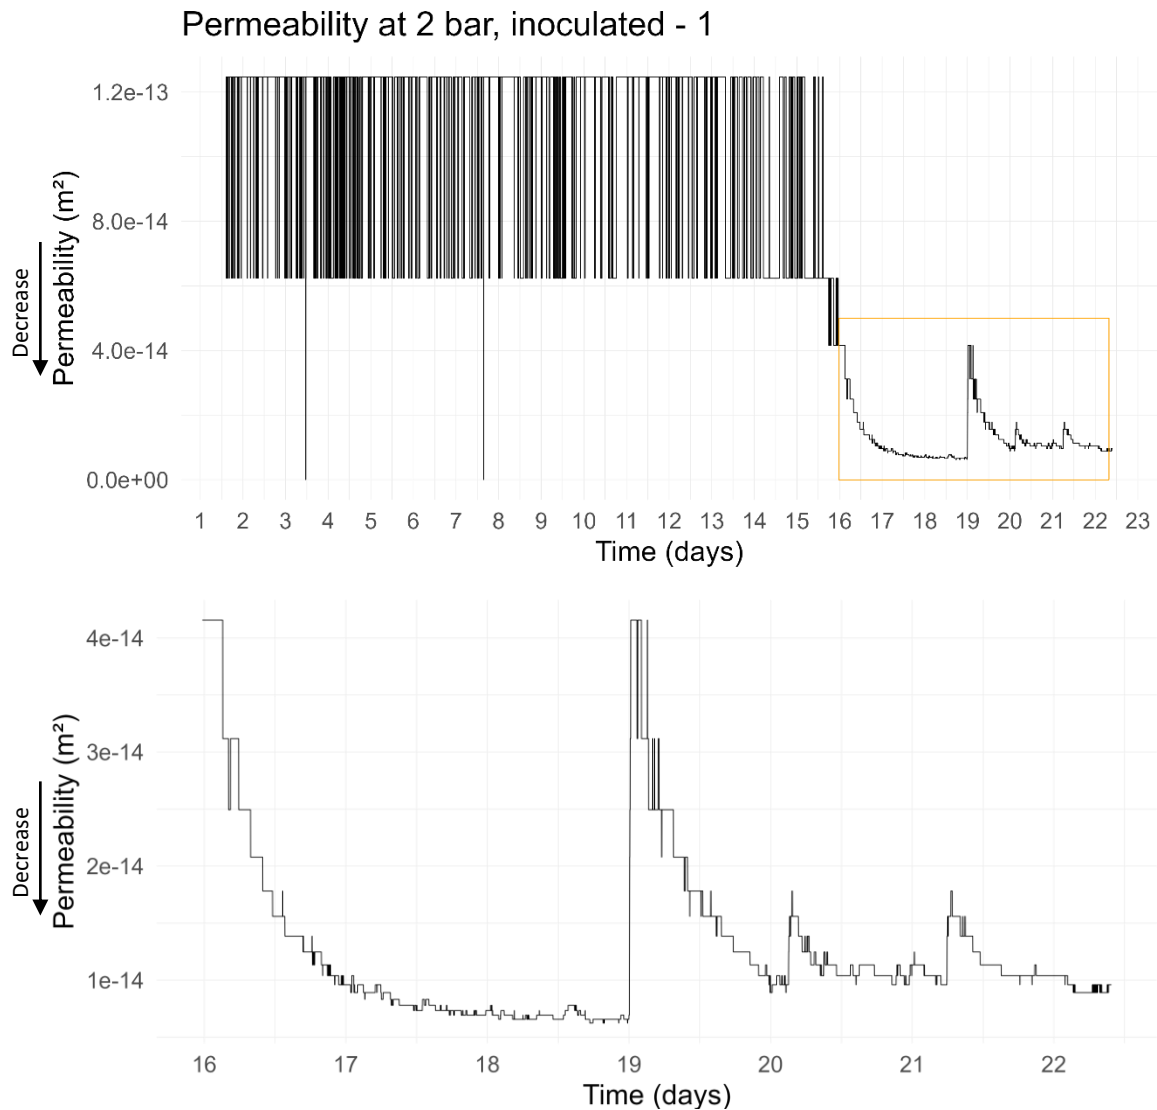 Permeability at 2 bar, inoculated - 1
Decrease
Permeability (m²)
1.2e-13
8.0e-14
4.0e-14
0.0e+00
1 2 3 4 5 6 7 8 9 10 11 12 13 14 15 16 17 18 19 20 21 22 23
Time (days)
Decrease
Permeability (m²)
4e-14
3e-14
2e-14
1e-14
16 17 18 19 20 21 22
Time (days)